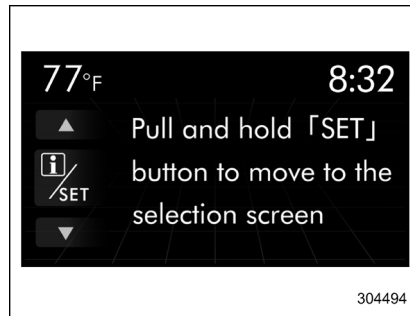 77°F 8:32
▲
Pull and hold「SET」
i/SET
button to move to the
▼
selection screen
304494